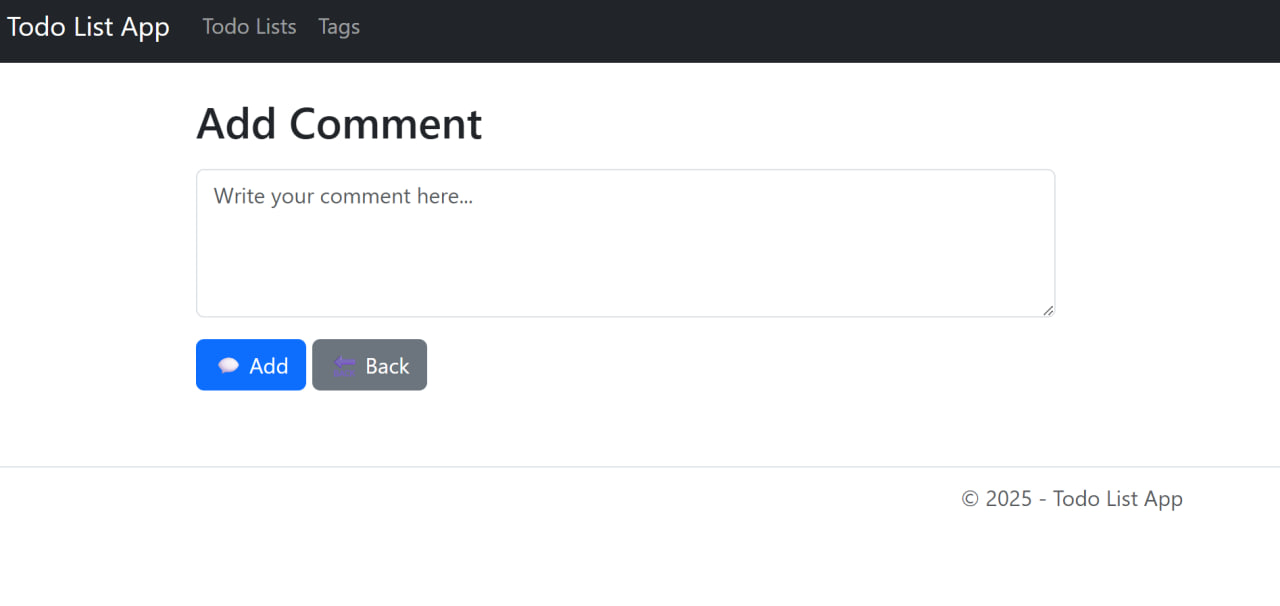 Todo List App Todo Lists Tags
Add Comment
Write your comment here...
💬 Add 🔙 Back
© 2025 - Todo List App